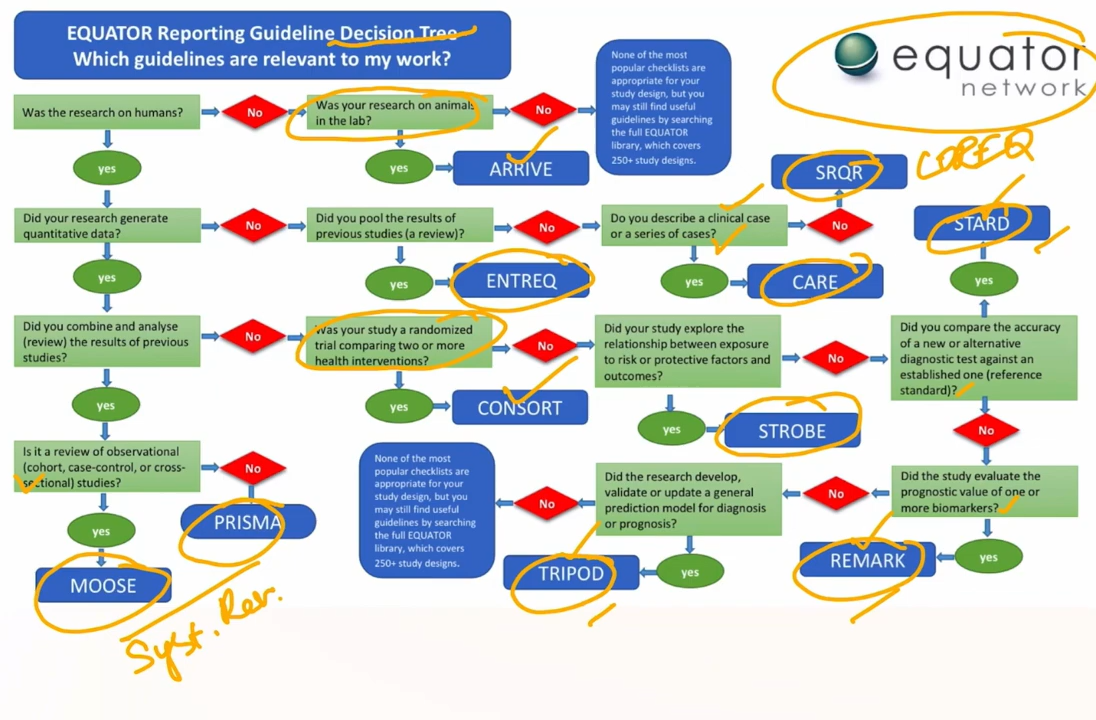 EQUATOR Reporting Guideline Decision Tree
Which guidelines are relevant to my work?
equator
network
COREQ
Was the research on humans?
No
Was your research on animals
in the lab?
No
None of the most
popular checklists are
appropriate for your
study design, but you
may still find useful
guidelines by searching
the full EQUATOR
library, which covers
250+ study designs.
yes
yes
ARRIVE
SRQR
STARD
Did your research generate
quantitative data?
No
Did you pool the results of
previous studies (a review)?
No
Do you describe a clinical case
or a series of cases?
No
yes
yes
ENTREQ
yes
CARE
yes
Did you combine and analyse
(review) the results of previous
studies?
No
Was your study a randomized
trial comparing two or more
health interventions?
No
Did your study explore the
relationship between exposure
to risk or protective factors and
outcomes?
No
Did you compare the accuracy
of a new or alternative
diagnostic test against an
established one (reference
standard)?
yes
yes
CONSORT
yes
STROBE
No
Is it a review of observational
(cohort, case-control, or cross-
sectional) studies?
No
None of the most
popular checklists are
appropriate for your
study design, but you
may still find useful
guidelines by searching
the full EQUATOR
library, which covers
250+ study designs.
No
Did the research develop,
validate or update a general
prediction model for diagnosis
or prognosis?
No
Did the study evaluate the
prognostic value of one or
more biomarkers?
yes
PRISMA
MOOSE
TRIPOD
yes
REMARK
yes
Syst. Rev.